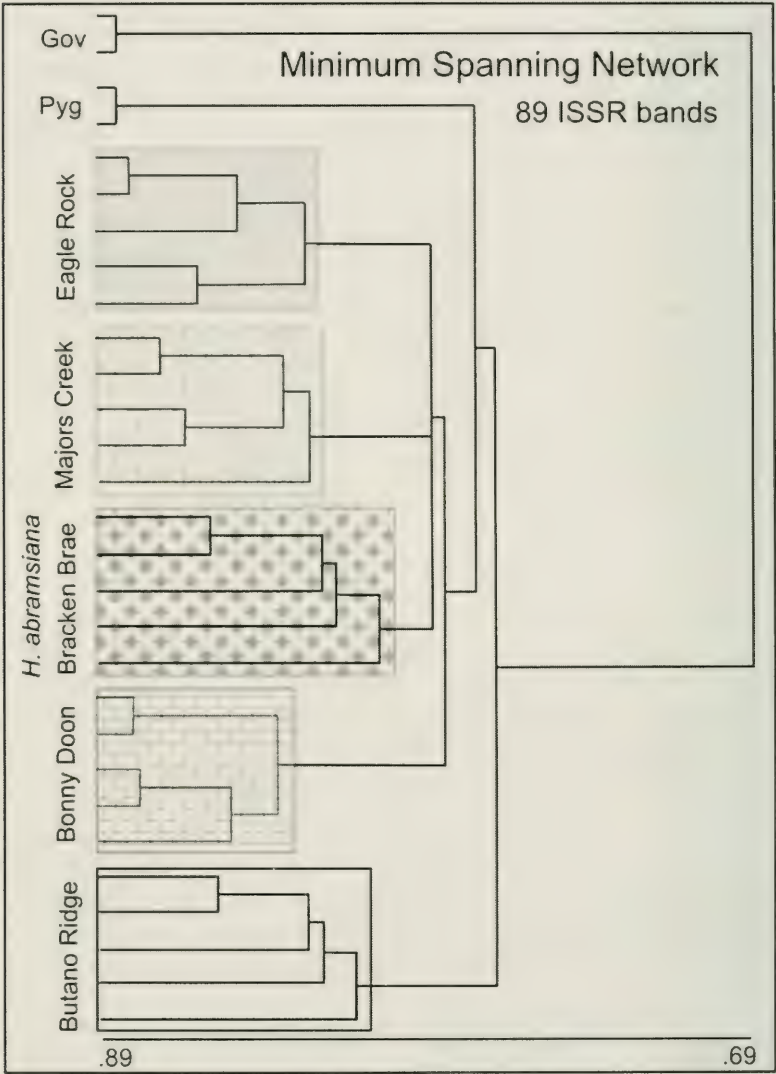 Gov
Minimum Spanning Network
Pyg
89 ISSR bands
Eagle Rock
Majors Creek
H. abramsiana
Bracken Brae
Bonny Doon
Butano Ridge
.89
.69